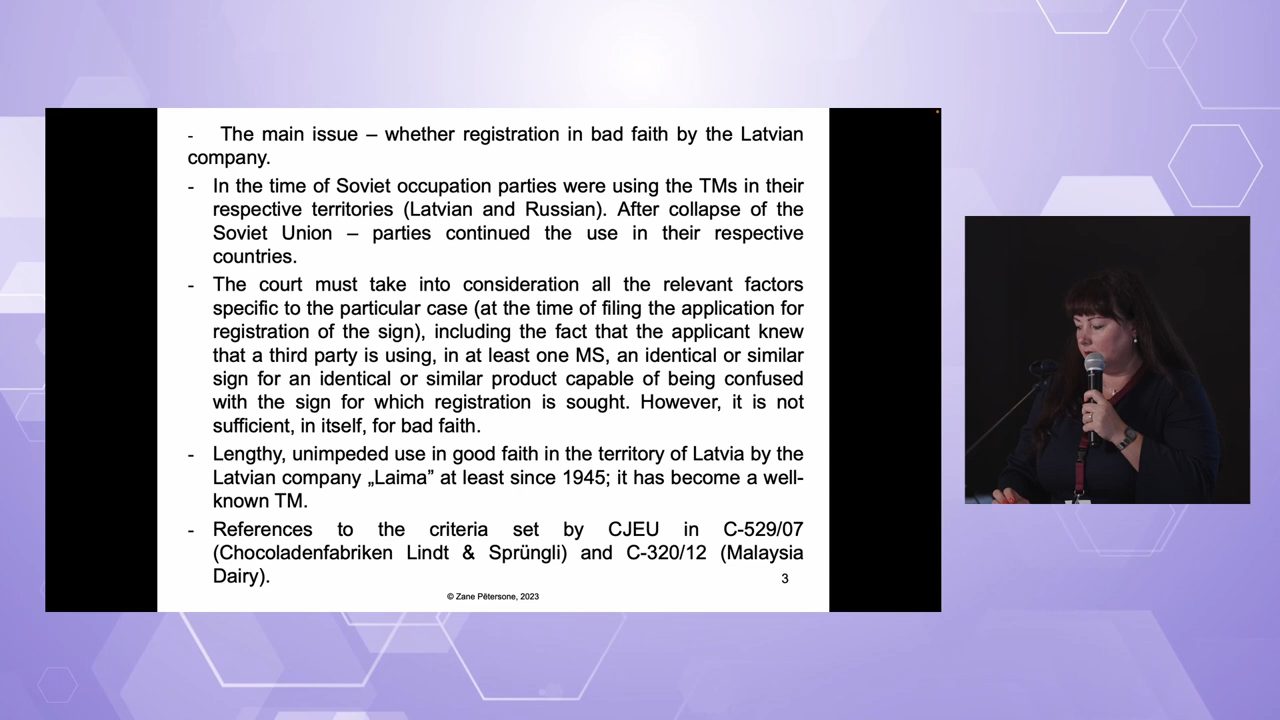 - The main issue – whether registration in bad faith by the Latvian
company.
- In the time of Soviet occupation parties were using the TMs in their
respective territories (Latvian and Russian). After collapse of the
Soviet Union – parties continued the use in their respective
countries.
- The court must take into consideration all the relevant factors
specific to the particular case (at the time of filing the application for
registration of the sign), including the fact that the applicant knew
that a third party is using, in at least one MS, an identical or similar
sign for an identical or similar product capable of being confused
with the sign for which registration is sought. However, it is not
sufficient, in itself, for bad faith.
- Lengthy, unimpeded use in good faith in the territory of Latvia by the
Latvian company „Laima” at least since 1945; it has become a well-
known TM.
- References to the criteria set by CJEU in C-529/07
(Chocoladenfabriken Lindt & Sprüngli) and C-320/12 (Malaysia
Dairy).
3
© Zane Pētersone, 2023